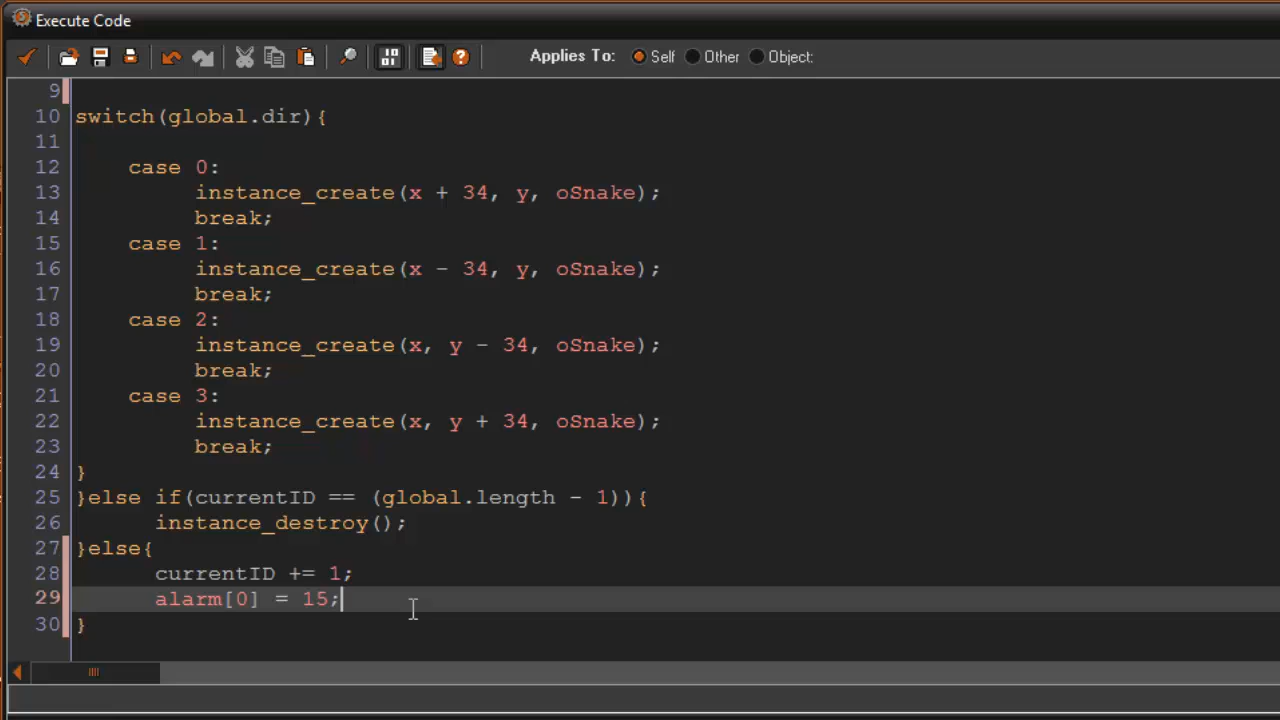 Execute Code
Applies To: Self Other Object:
9
10 switch(global.dir){
11
12 case 0:
13 instance_create(x + 34, y, oSnake);
14 break;
15 case 1:
16 instance_create(x - 34, y, oSnake);
17 break;
18 case 2:
19 instance_create(x, y - 34, oSnake);
20 break;
21 case 3:
22 instance_create(x, y + 34, oSnake);
23 break;
24 }
25 }else if(currentID == (global.length - 1)){
26 instance_destroy();
27 }else{
28 currentID += 1;
29 alarm[0] = 15;
30 }